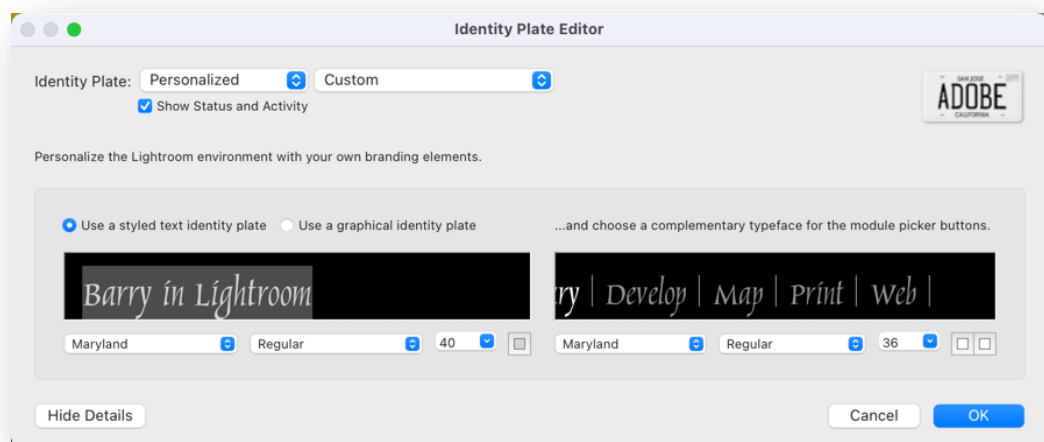 Identity Plate Editor
Identity Plate: Personalized Custom
Show Status and Activity
SAN JOSE
ADOBE
CALIFORNIA
Personalize the Lightroom environment with your own branding elements.
Use a styled text identity plate Use a graphical identity plate ...and choose a complementary typeface for the module picker buttons.
Barry in Lightroom ry | Develop | Map | Print | Web |
Maryland Regular 40 Maryland Regular 36
Hide Details Cancel OK